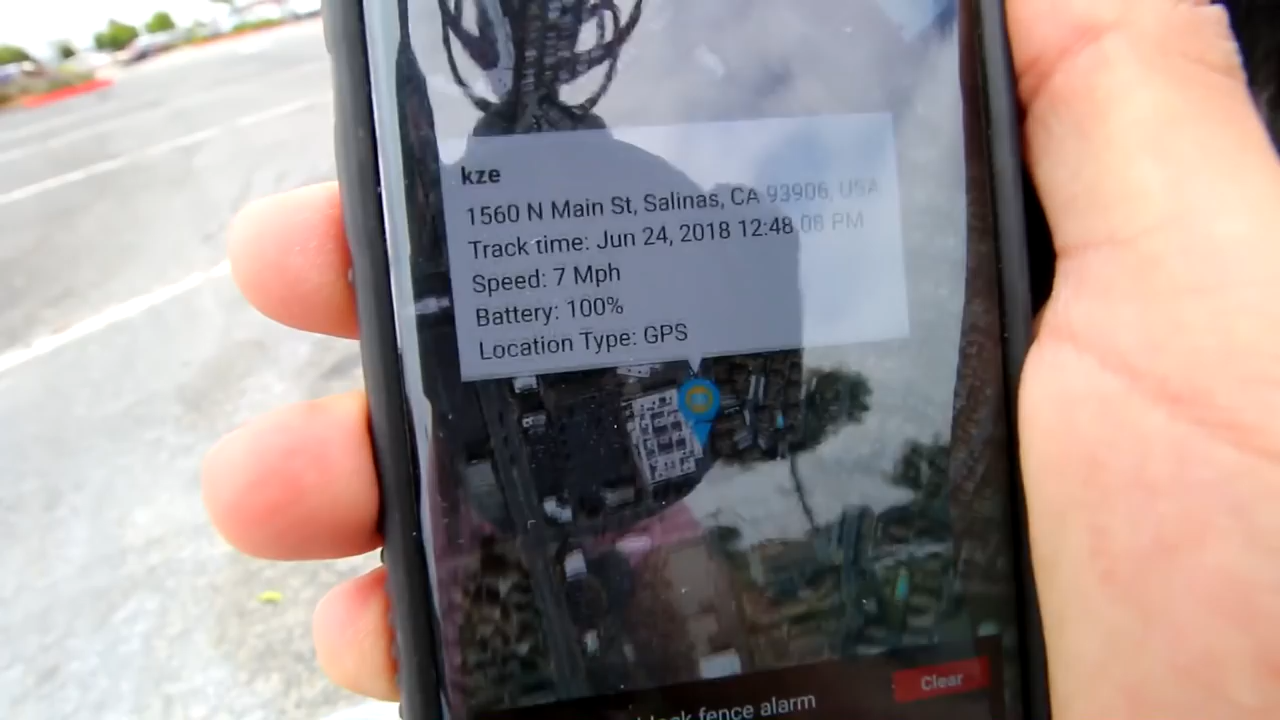 kze
1560 N Main St, Salinas, CA 93906, USA
Track time: Jun 24, 2018 12:48:08 PM
Speed: 7 Mph
Battery: 100%
Location Type: GPS
Clear
fence alarm